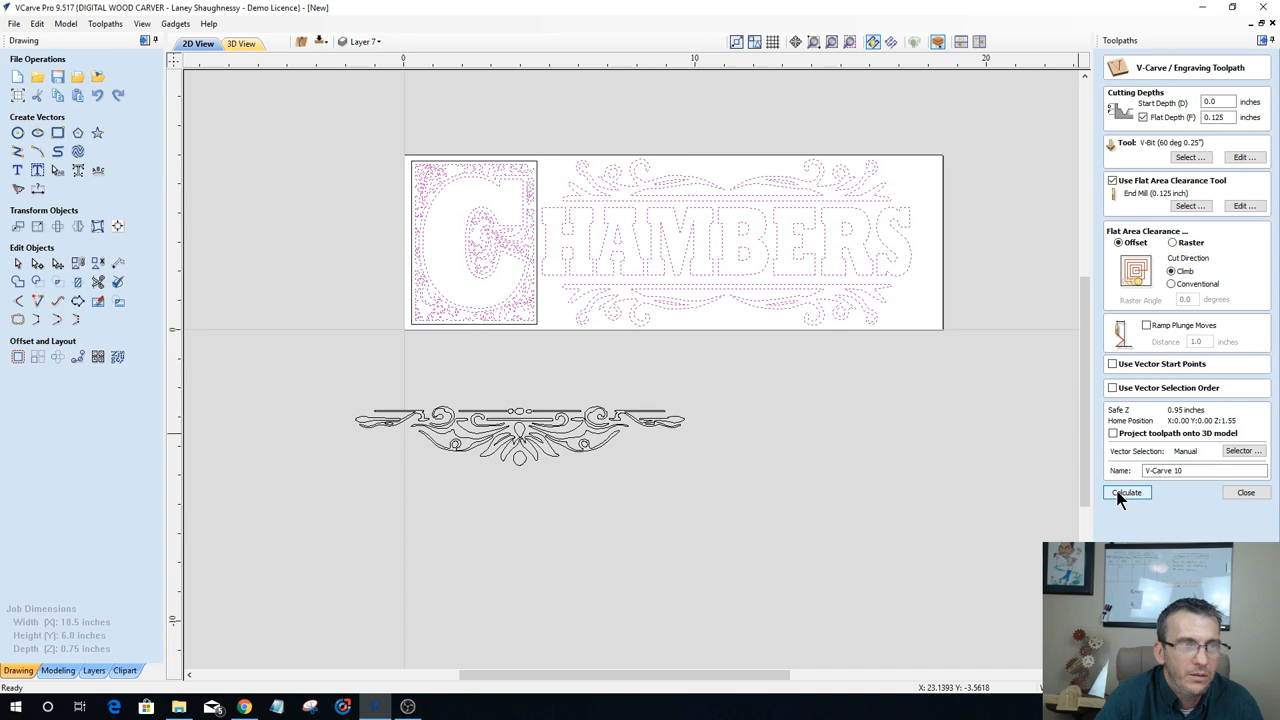 VCarve Pro 9.517 {DIGITAL WOOD CARVER - Laney Shaughnessy - Demo Licence} - [New]
File Edit Model Toolpaths View Gadgets Help
Drawing
2D View 3D View
Layer 7
Toolpaths
File Operations
Create Vectors
Transform Objects
Edit Objects
Offset and Layout
Job Dimensions
Width (X): 18.5 inches
Height (Y): 6.0 inches
Depth (Z): 0.75 inches
Drawing Modeling Layers Clipart
Ready
0 10 20
0
-10
CHAMBERS
V-Carve / Engraving Toolpath
Cutting Depths
Start Depth (D) 0.0 inches
Flat Depth (F) 0.125 inches
Tool: V-Bit (60 deg 0.25")
Select ... Edit ...
Use Flat Area Clearance Tool
End Mill (0.125 inch)
Select ... Edit ...
Flat Area Clearance ...
Offset Raster
Cut Direction
Climb
Conventional
Raster Angle 0.0 degrees
Ramp Plunge Moves
Distance 1.0 inches
Use Vector Start Points
Use Vector Selection Order
Safe Z 0.95 inches
Home Position X:0.00 Y:0.00 Z:1.55
Project toolpath onto 3D model
Vector Selection: Manual Selector ...
Name: V-Carve 10
Calculate Close
X: 23.1393 Y: -3.5618